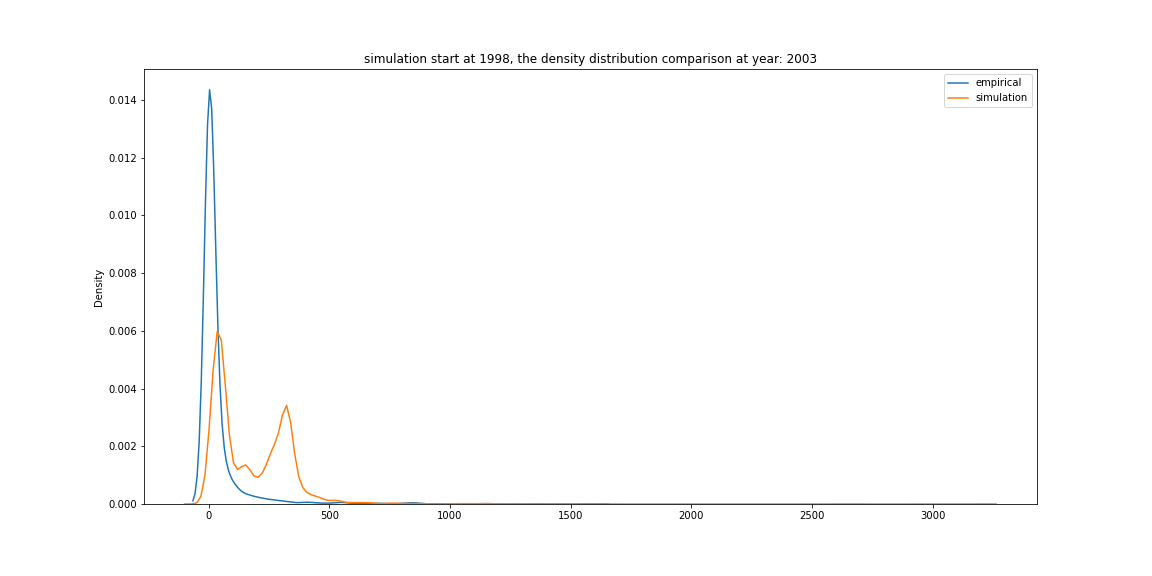 simulation start at 1998, the density distribution comparison at year: 2003
empirical
simulation
0.014
0.012
0.010
0.008
0.006
0.004
0.002
0.000
Density
0 500 1000 1500 2000 2500 3000